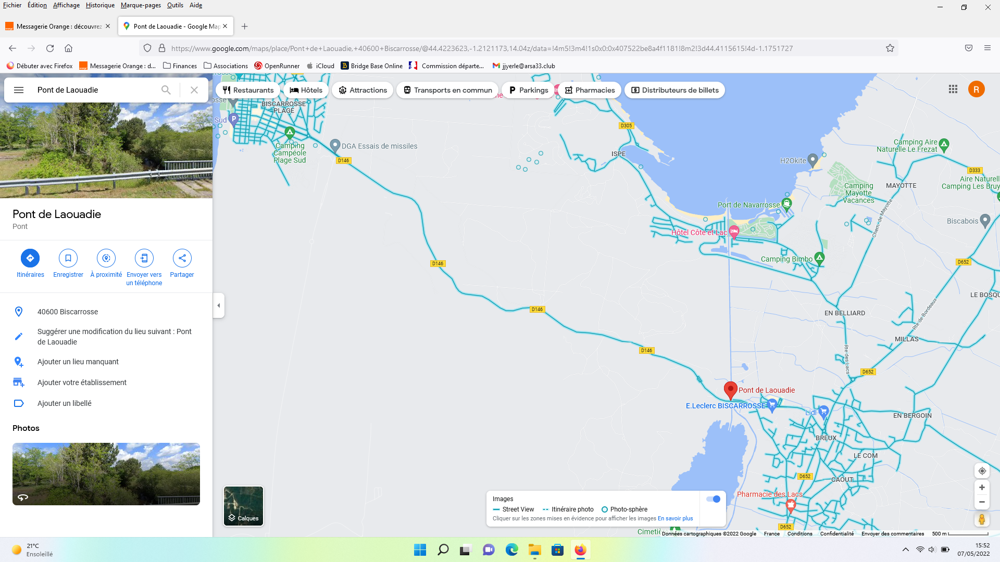 Fichier Édition Affichage Historique Marque-pages Outils Aide
Messagerie Orange : découvrez
Pont de Laouadie - Google Map
https://www.google.com/maps/place/Pont+de+Laouadie,+40600+Biscarrosse/@44.4223623,-1.2121173,14.04z/data=!4m5!3m4!1s0x0:0x407522be8a4f1181!8m2!3d44.4115615!4d-1.1751727
Débuter avec Firefox
Messagerie Orange : d...
Finances
Associations
OpenRunner
iCloud
Bridge Base Online
Commission départe...
jjyerle@arsa33.club
Pont de Laouadie
Restaurants
Hôtels
Attractions
Transports en commun
Parkings
Pharmacies
Distributeurs de billets
R
Pont de Laouadie
Pont
Itinéraires
Enregistrer
À proximité
Envoyer vers
un téléphone
Partager
40600 Biscarrosse
Suggérer une modification du lieu suivant : Pont
de Laouadie
Ajouter un lieu manquant
Ajouter votre établissement
Ajouter un libellé
Photos
BISCARROSSE
PLAGE
Sud
P
Camping
Campéole
Plage Sud
DGA Essais de missiles
D146
D305
ISPE
H2Okite
Camping Aire
Naturelle Le Frezat
D333
Aire Naturell
Camping Les Bruy
MAYOTTE
Camping
Mayotte
Vacances
Port de Navarrosse
Chem. de Mayotte
Biscabois
Hôtel Côte et Lac
Camping Bimbo
D652
D146
LE BOSQU
D146
EN BELLIARD
Rte de Bordeaux
MILLAS
D146
Rte des Lacs
D652
Pont de Laouadie
E.Leclerc BISCARROSSE
Lidl
EN BERGOIN
BREUX
LE COM
D652
CAOUT
Pharmacie des Lacs
D652
Cimetiè
Calques
Images
Street View
Itinéraire photo
Photo-sphère
Cliquer sur les zones mises en évidence pour afficher les images En savoir plus
Données cartographiques ©2022 Google France Conditions Confidentialité Envoyer des commentaires 500 m
21°C
Ensoleillé
15:52
07/05/2022